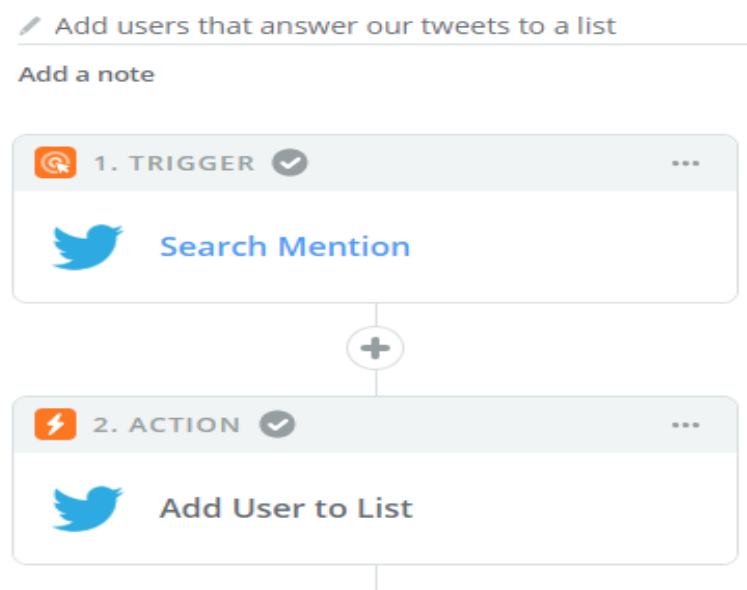 Add users that answer our tweets to a list
Add a note
1. TRIGGER
Search Mention
2. ACTION
Add User to List